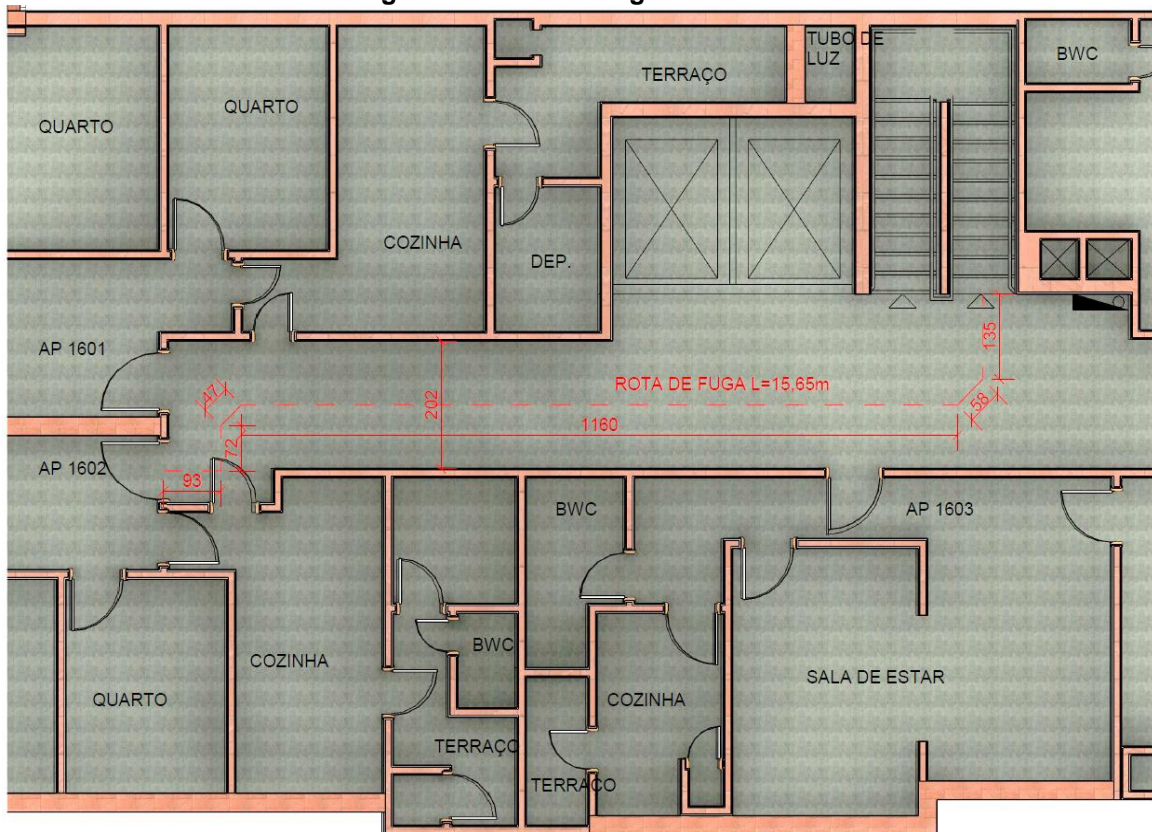 TUBO DE
LUZ
BWC
TERRAÇO
QUARTO
QUARTO
COZINHA
DEP.
AP 1601
135
47
202
ROTA DE FUGA L=15.65m
58
1160
72
AP 1602
93
BWC
AP 1603
COZINHA
BWC
QUARTO
COZINHA
SALA DE ESTAR
TERRAÇO
TERRAÇO